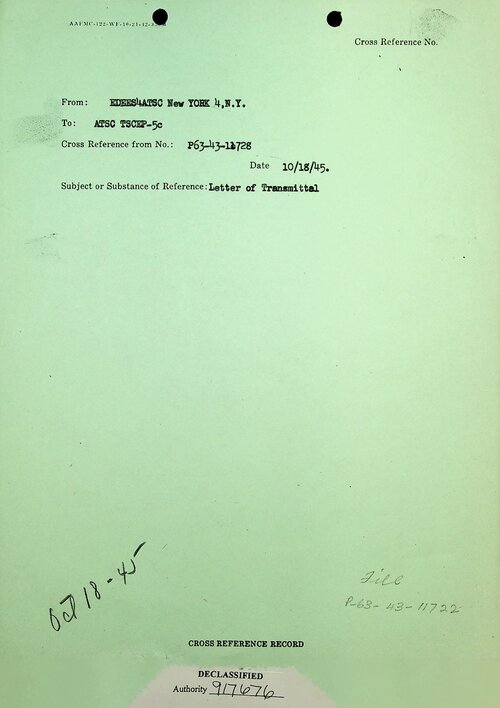 Cross Reference No.
From: EDEES4ATSC New YORK 4,N.Y.
To: ATSC TSCEP-5c
Cross Reference from No.: P63-43-11728
Date 10/18/45.
Subject or Substance of Reference: Letter of Transmittal
Oct 18-45
File
P-63-43-11722
CROSS REFERENCE RECORD
DECLASSIFIED
Authority 917676